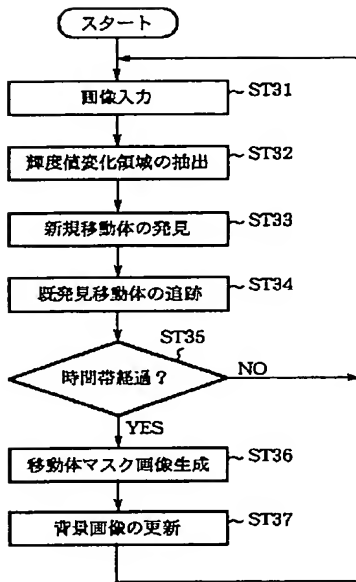 スタート
画像入力
ST31
輝度値変化領域の抽出
ST32
新規移動体の発見
ST33
既発見移動体の追跡
ST34
ST35
時間帯経過?
NO
YES
移動体マスク画像生成
ST36
背景画像の更新
ST37